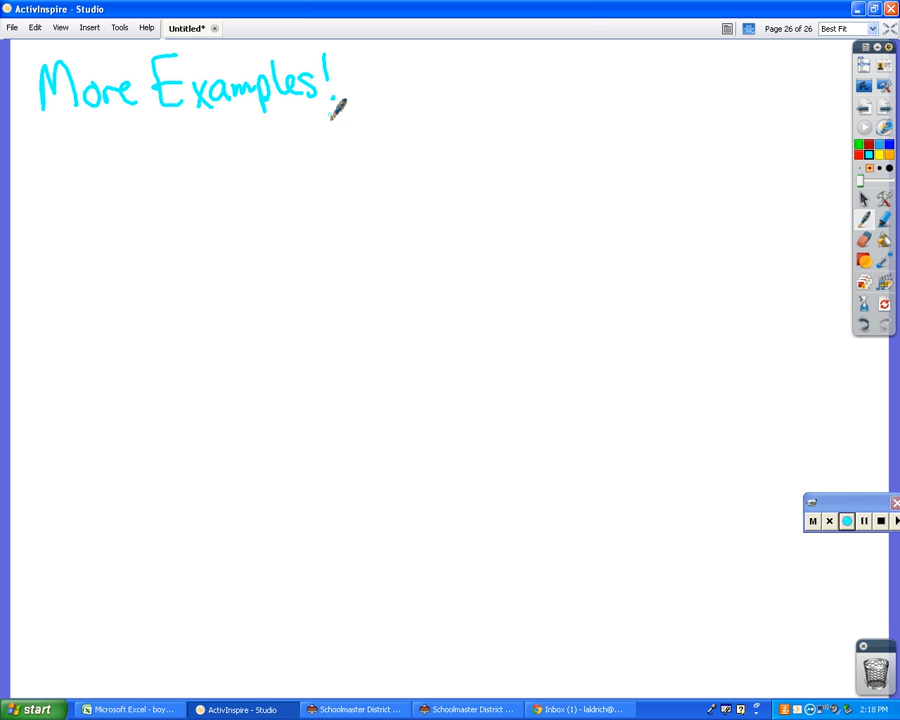 ActivInspire - Studio
File Edit View Insert Tools Help
Untitled*
Page 26 of 26
Best Fit
More Examples!
M
start
Microsoft Excel - boy...
ActivInspire - Studio
Schoolmaster District ...
Schoolmaster District ...
Inbox (1) - laldrich@...
2:18 PM